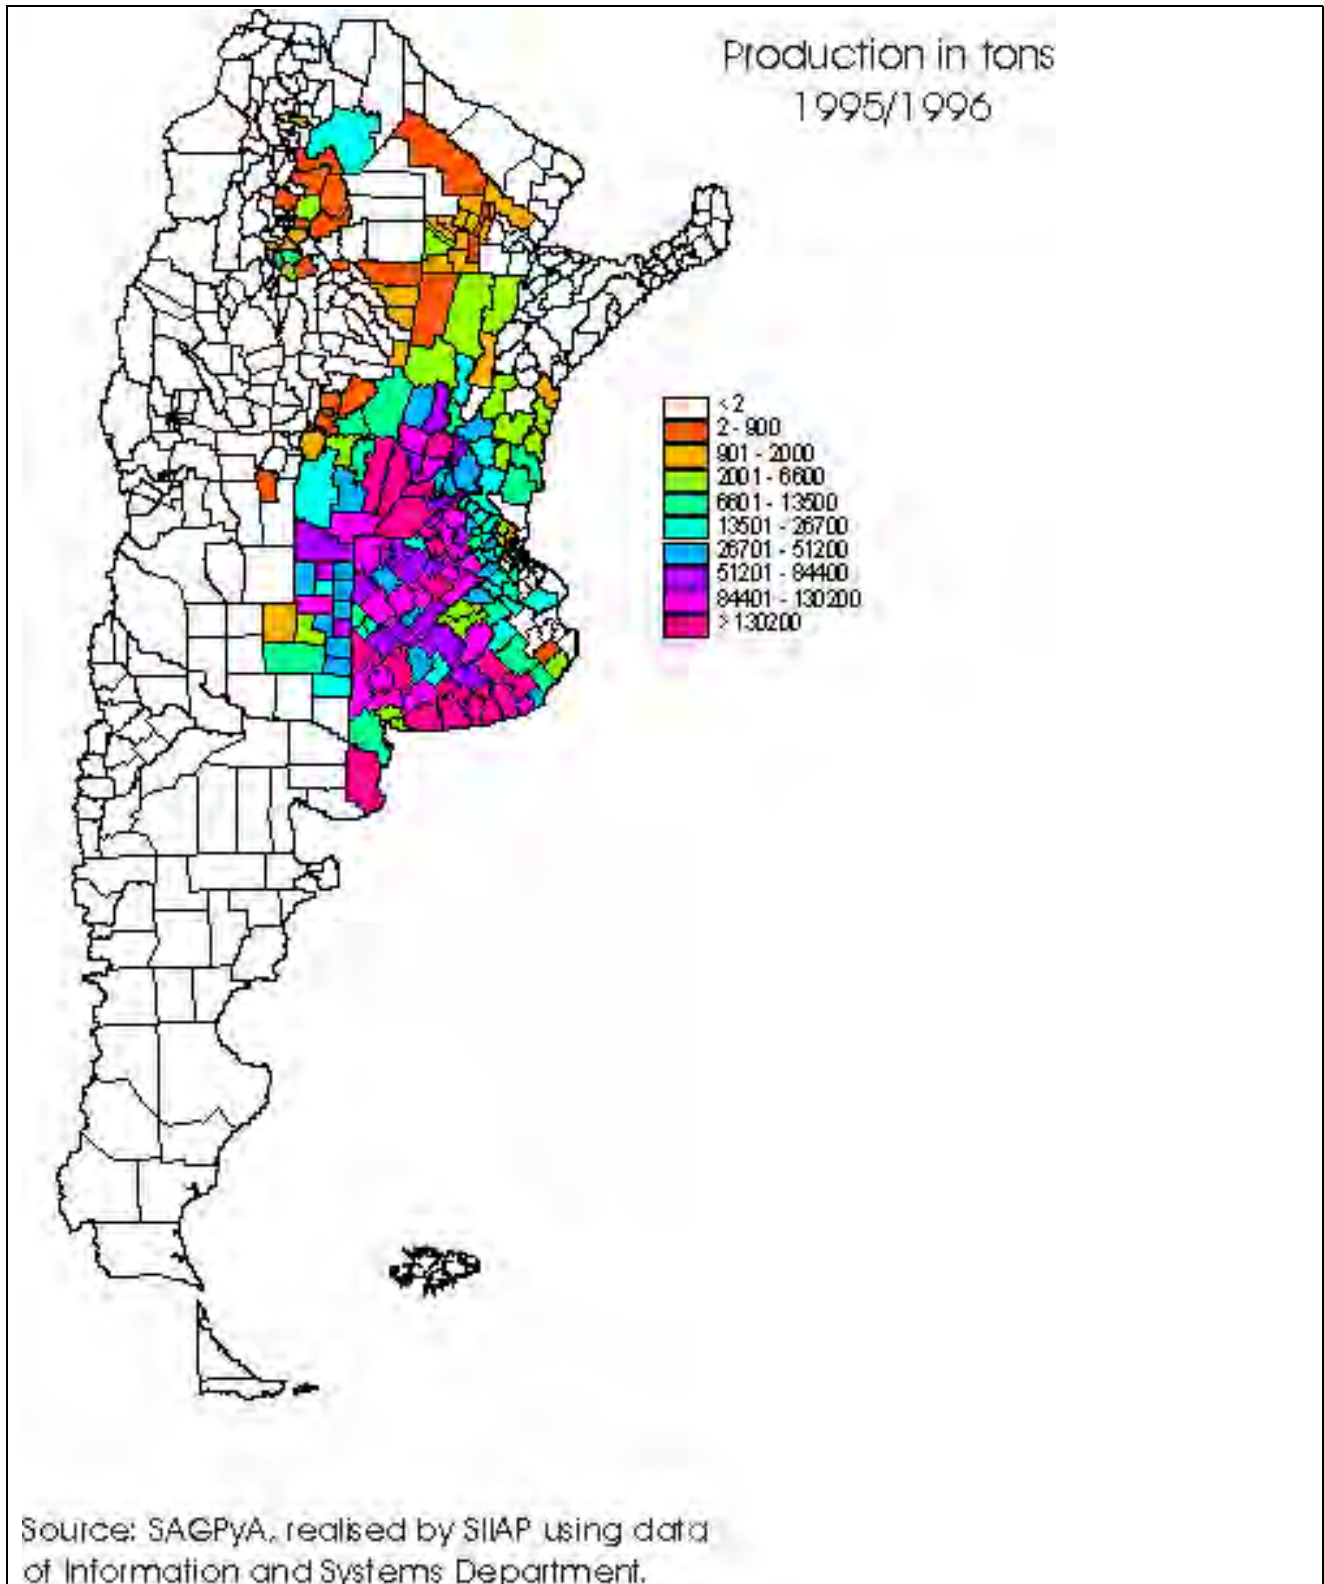 Production in tons
1995/1996
< 2
2 - 900
901 - 2000
2001 - 6600
6601 - 13500
13501 - 26700
26701 - 51200
51201 - 84400
84401 - 130200
> 130200
Source: SAGPyA, realised by SIIAP using data
of Information and Systems Department.